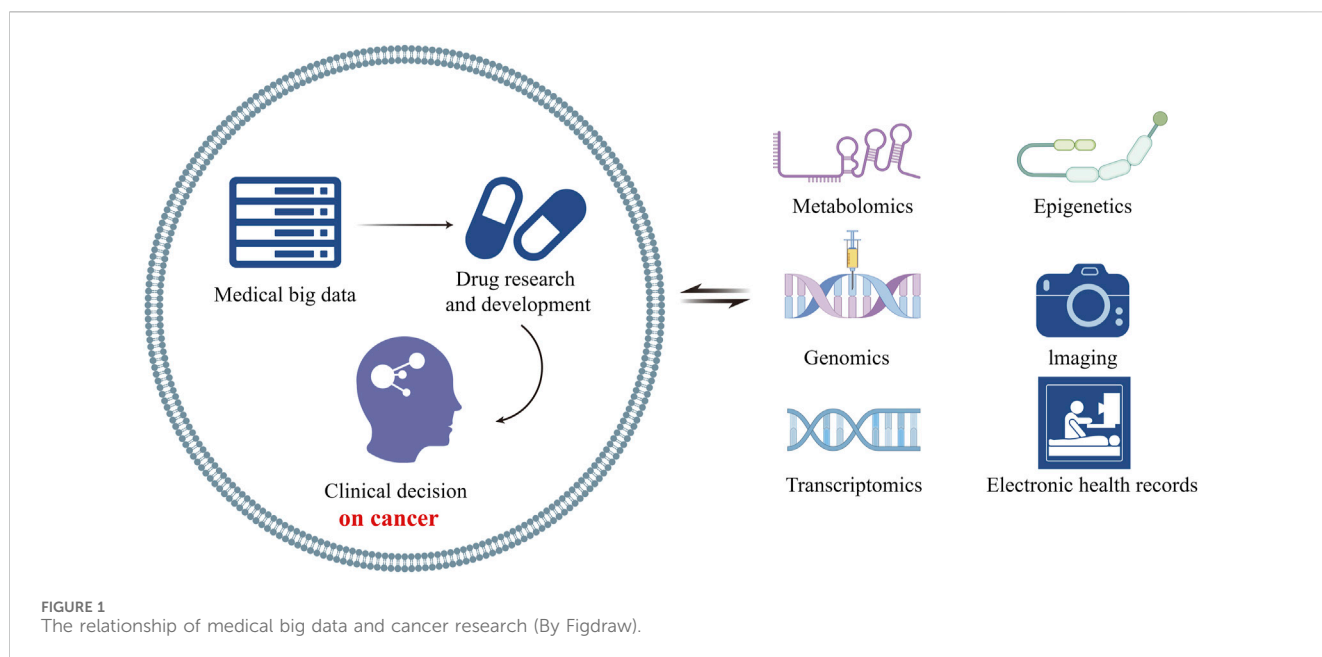 Medical big data
Drug research
and development
Clinical decision
on cancer
Metabolomics
Epigenetics
Genomics
Imaging
Transcriptomics
Electronic health records
FIGURE 1
The relationship of medical big data and cancer research (By Figdraw).